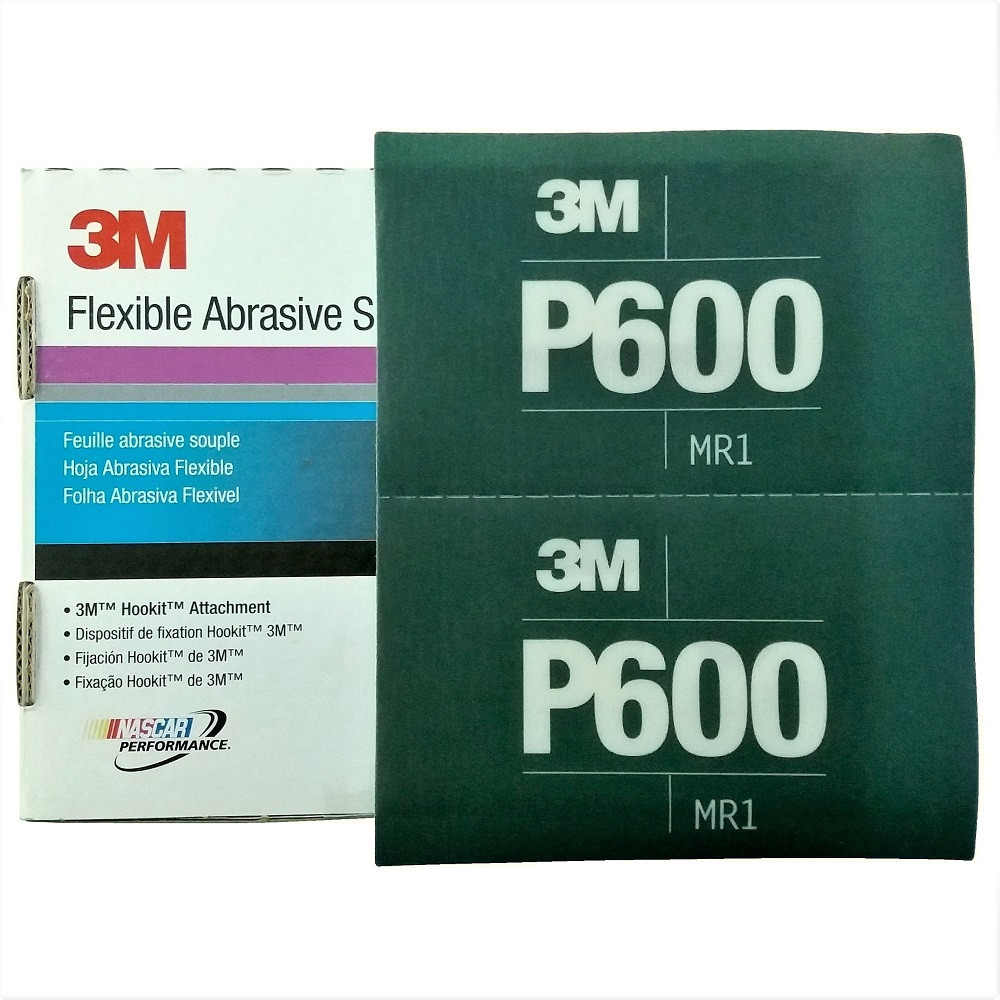 3M
Flexible Abrasive S
Feuille abrasive souple
Hoja Abrasiva Flexible
Folha Abrasiva Flexivel
• 3M™ Hookit™ Attachment
• Dispositif de fixation Hookit™ 3M™
• Fijación Hookit™ de 3M™
• Fixação Hookit™ de 3M™
NASCAR
PERFORMANCE.
3M
P600
MR1
3M
P600
MR1